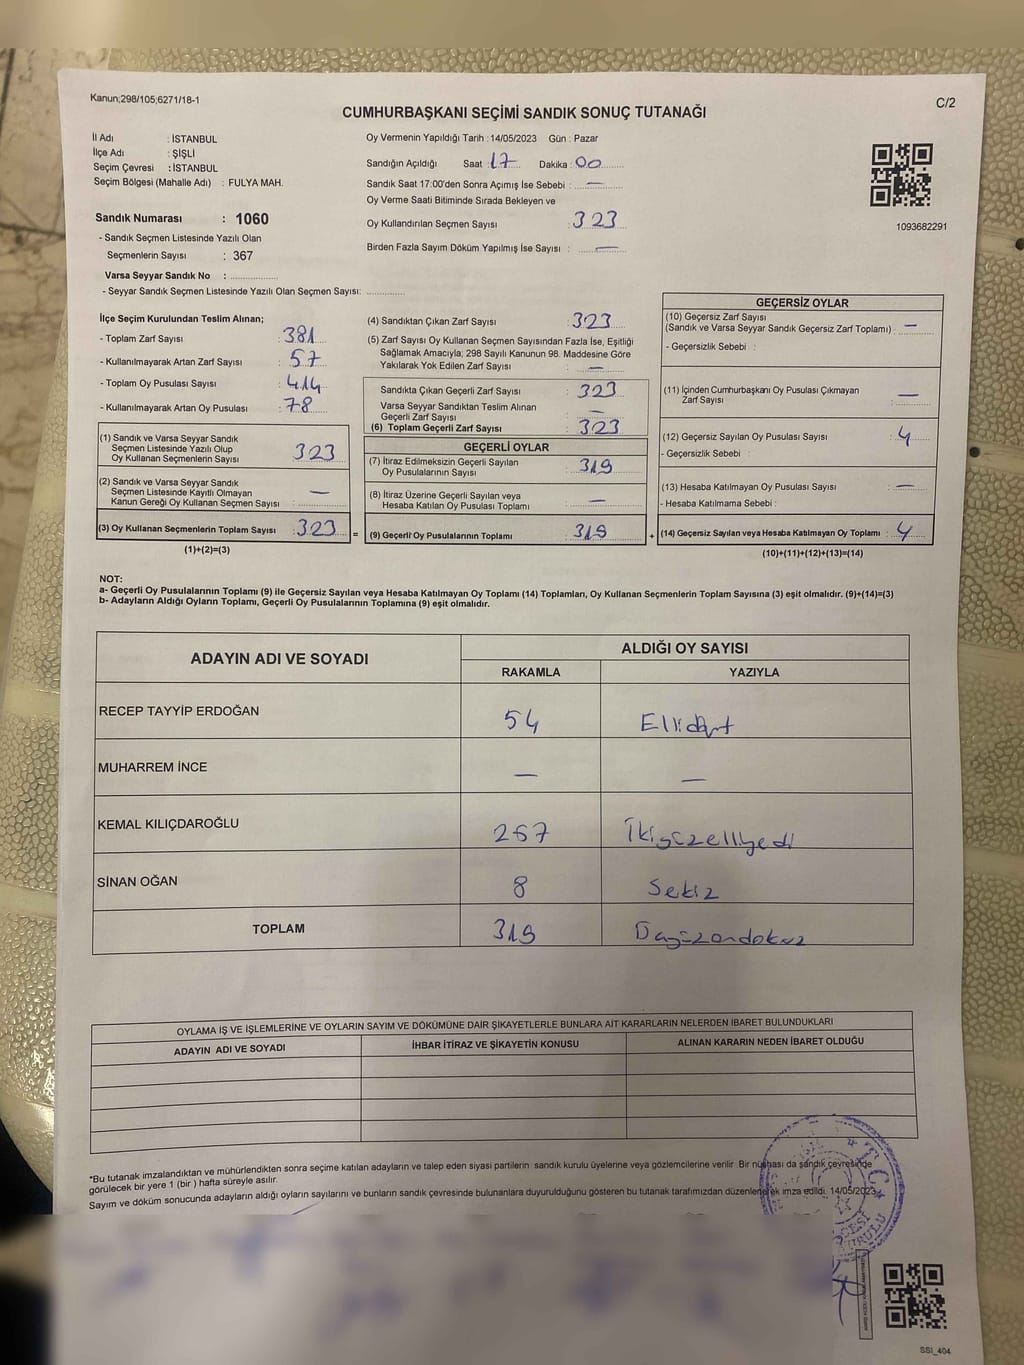 Kanun;298/105;6271/18-1
C/2
CUMHURBAŞKANI SEÇİMİ SANDIK SONUÇ TUTANAĞI
İl Adı : İSTANBUL
İlçe Adı : ŞİŞLİ
Seçim Çevresi : İSTANBUL
Seçim Bölgesi (Mahalle Adı) : FULYA MAH.
Sandık Numarası : 1060
- Sandık Seçmen Listesinde Yazılı Olan
Seçmenlerin Sayısı : 367
Varsa Seyyar Sandık No :
- Seyyar Sandık Seçmen Listesinde Yazılı Olan Seçmen Sayısı:
Oy Vermenin Yapıldığı Tarih : 14/05/2023 Gün : Pazar
Sandığın Açıldığı Saat : 17 Dakika : 00
Sandık Saat 17:00'den Sonra Açımış İse Sebebi : —
Oy Verme Saati Bitiminde Sırada Bekleyen ve
Oy Kullandırılan Seçmen Sayısı : 323
Birden Fazla Sayım Döküm Yapılmış İse Sayısı : —
1093682291
İlçe Seçim Kurulundan Teslim Alınan;
- Toplam Zarf Sayısı : 381
- Kullanılmayarak Artan Zarf Sayısı : 57
- Toplam Oy Pusulası Sayısı : 414
- Kullanılmayarak Artan Oy Pusulası : 78
(1) Sandık ve Varsa Seyyar Sandık
Seçmen Listesinde Yazılı Olup
Oy Kullanan Seçmenlerin Sayısı : 323
(2) Sandık ve Varsa Seyyar Sandık
Seçmen Listesinde Kayıtlı Olmayan
Kanun Gereği Oy Kullanan Seçmen Sayısı : —
(3) Oy Kullanan Seçmenlerin Toplam Sayısı : 323 =
(1)+(2)=(3)
(4) Sandıktan Çıkan Zarf Sayısı : 323
(5) Zarf Sayısı Oy Kullanan Seçmen Sayısından Fazla İse, Eşitliği
Sağlamak Amacıyla; 298 Sayılı Kanunun 98. Maddesine Göre
Yakılarak Yok Edilen Zarf Sayısı : —
Sandıkta Çıkan Geçerli Zarf Sayısı : 323
Varsa Seyyar Sandıktan Teslim Alınan
Geçerli Zarf Sayısı : —
(6) Toplam Geçerli Zarf Sayısı : 323
GEÇERLİ OYLAR
(7) İtiraz Edilmeksizin Geçerli Sayılan
Oy Pusulalarının Sayısı : 319
(8) İtiraz Üzerine Geçerli Sayılan veya
Hesaba Katılan Oy Pusulası Toplamı : —
(9) Geçerli Oy Pusulalarının Toplamı : 319 +
GEÇERSİZ OYLAR
(10) Geçersiz Zarf Sayısı
(Sandık ve Varsa Seyyar Sandık Geçersiz Zarf Toplamı) : —
- Geçersizlik Sebebi :
(11) İçinden Cumhurbaşkanı Oy Pusulası Çıkmayan
Zarf Sayısı : —
(12) Geçersiz Sayılan Oy Pusulası Sayısı : 4
- Geçersizlik Sebebi :
(13) Hesaba Katılmayan Oy Pusulası Sayısı : —
- Hesaba Katılmama Sebebi :
(14) Geçersiz Sayılan veya Hesaba Katılmayan Oy Toplamı : 4
(10)+(11)+(12)+(13)=(14)
NOT:
a- Geçerli Oy Pusulalarının Toplamı (9) ile Geçersiz Sayılan veya Hesaba Katılmayan Oy Toplamı (14) Toplamları, Oy Kullanan Seçmenlerin Toplam Sayısına (3) eşit olmalıdır. (9)+(14)=(3)
b- Adayların Aldığı Oyların Toplamı, Geçerli Oy Pusulalarının Toplamına (9) eşit olmalıdır.
ADAYIN ADI VE SOYADI
ALDIĞI OY SAYISI
RAKAMLA YAZIYLA
RECEP TAYYİP ERDOĞAN 54 Ellidört
MUHARREM İNCE — —
KEMAL KILIÇDAROĞLU 257 İkiyüzelliyedi
SİNAN OĞAN 8 Sekiz
TOPLAM 319 Üçyüzondokuz
OYLAMA İŞ VE İŞLEMLERİNE VE OYLARIN SAYIM VE DÖKÜMÜNE DAİR ŞİKAYETLERLE BUNLARA AİT KARARLARIN NELERDEN İBARET BULUNDUKLARI
ADAYIN ADI VE SOYADI İHBAR İTİRAZ VE ŞİKAYETİN KONUSU ALINAN KARARIN NEDEN İBARET OLDUĞU
*Bu tutanak imzalandıktan ve mühürlendikten sonra seçime katılan adayların ve talep eden siyasi partilerin sandık kurulu üyelerine veya gözlemcilerine verilir. Bir nüshası da sandık çevresinde
görülecek bir yere 1 (bir ) hafta süreyle asılır.
Sayım ve döküm sonucunda adayların aldığı oyların sayılarını ve bunların sandık çevresinde bulunanlara duyurulduğunu gösteren bu tutanak tarafımızdan düzenlenerek imza edildi. 14/05/2023
T.C.
SSİ_404